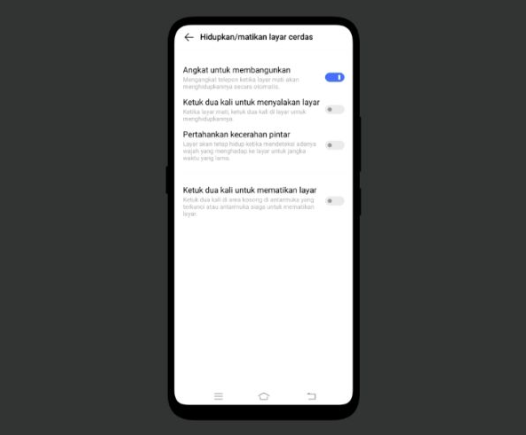 Hidupkan/matikan layar cerdas
Angkat untuk membangunkan
Mengangkat telepon ketika layar mati akan
menghidupkannya secara otomatis.
Ketuk dua kali untuk menyalakan layar
Ketika layar mati, ketuk dua kali di layar untuk
menghidupkannya.
Pertahankan kecerahan pintar
Layar akan tetap hidup ketika mendeteksi adanya
wajah yang menghadap ke layar untuk jangka
waktu yang lama.
Ketuk dua kali untuk mematikan layar
Ketuk dua kali di area kosong di antarmuka yang
terkunci atau antarmuka siaga untuk mematikan
layar.